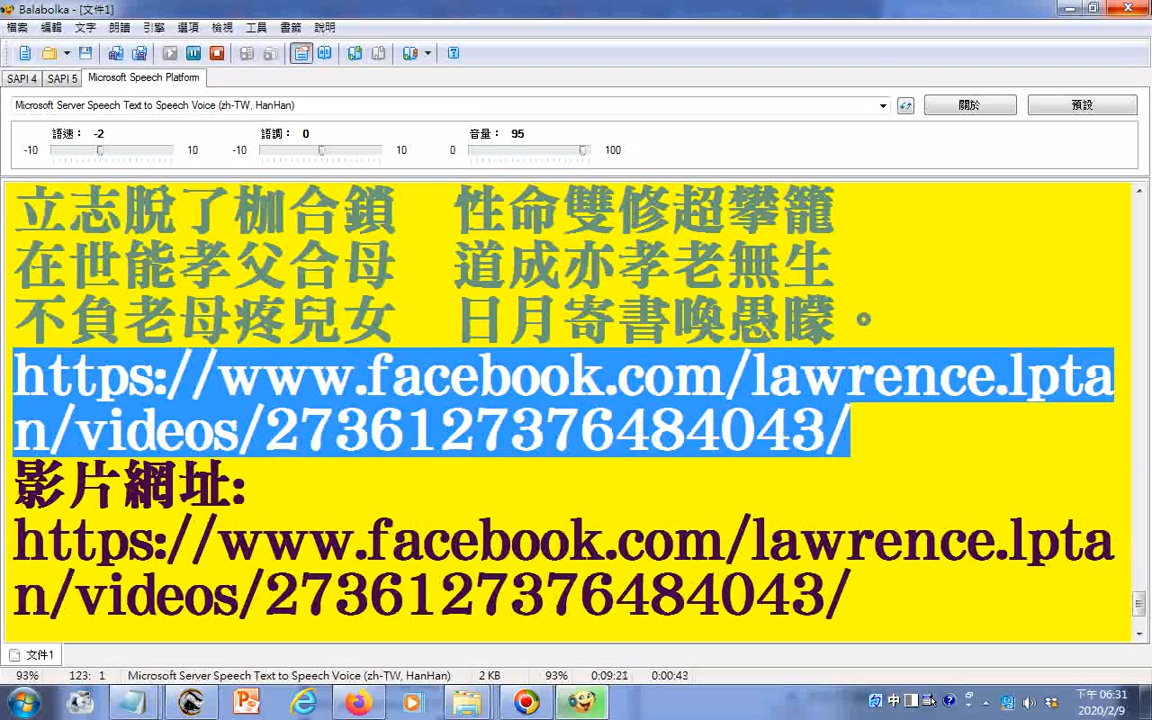 Balabolka - [文件1]
檔案 編輯 文字 朗讀 引擎 選項 檢視 工具 書籤 說明
SAPI 4 SAPI 5 Microsoft Speech Platform
Microsoft Server Speech Text to Speech Voice (zh-TW, HanHan) 關於 預設
語速： -2 語調： 0 音量： 95
-10 10 -10 10 0 100
立志脫了枷合鎖 性命雙修超攀籠
在世能孝父合母 道成亦孝老無生
不負老母疼兒女 日月寄書喚愚矇。
https://www.facebook.com/lawrence.lpta
n/videos/2736127376484043/
影片網址:
https://www.facebook.com/lawrence.lpta
n/videos/2736127376484043/
文件1
93% 123: 1 Microsoft Server Speech Text to Speech Voice (zh-TW, HanHan) 2 KB 93% 0:09:21 0:00:43
中
下午 06:31
2020/2/9